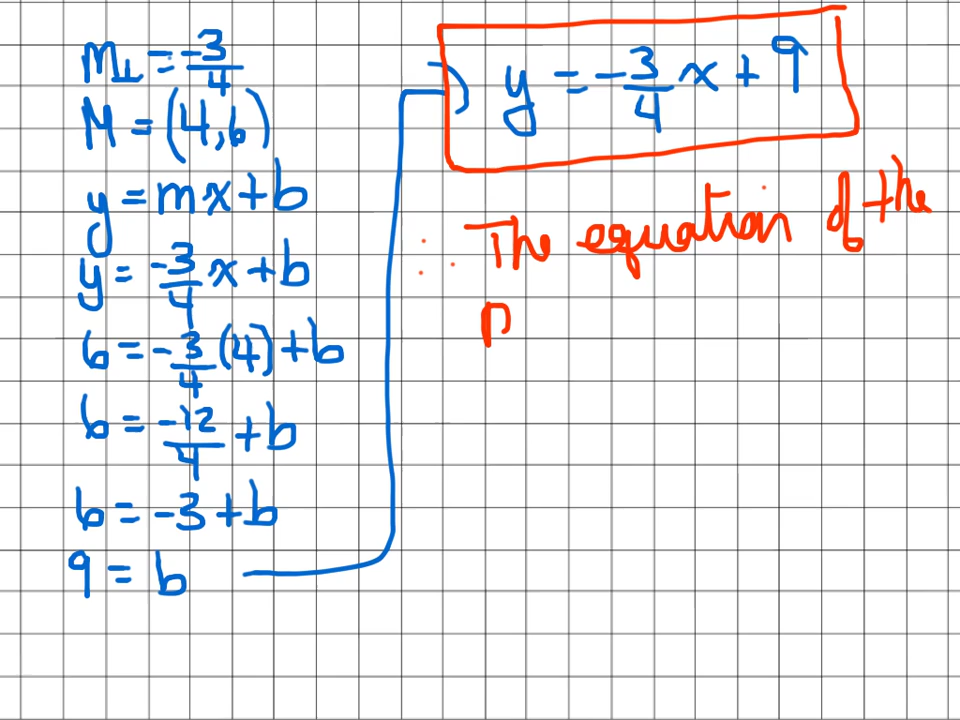 m⊥ = -3/4
M = (4,6)
y = mx + b
y = -3/4 x + b
6 = -3/4 (4) + b
6 = -12/4 + b
6 = -3 + b
9 = b
y = -3/4 x + 9
∴ The equation of the
p